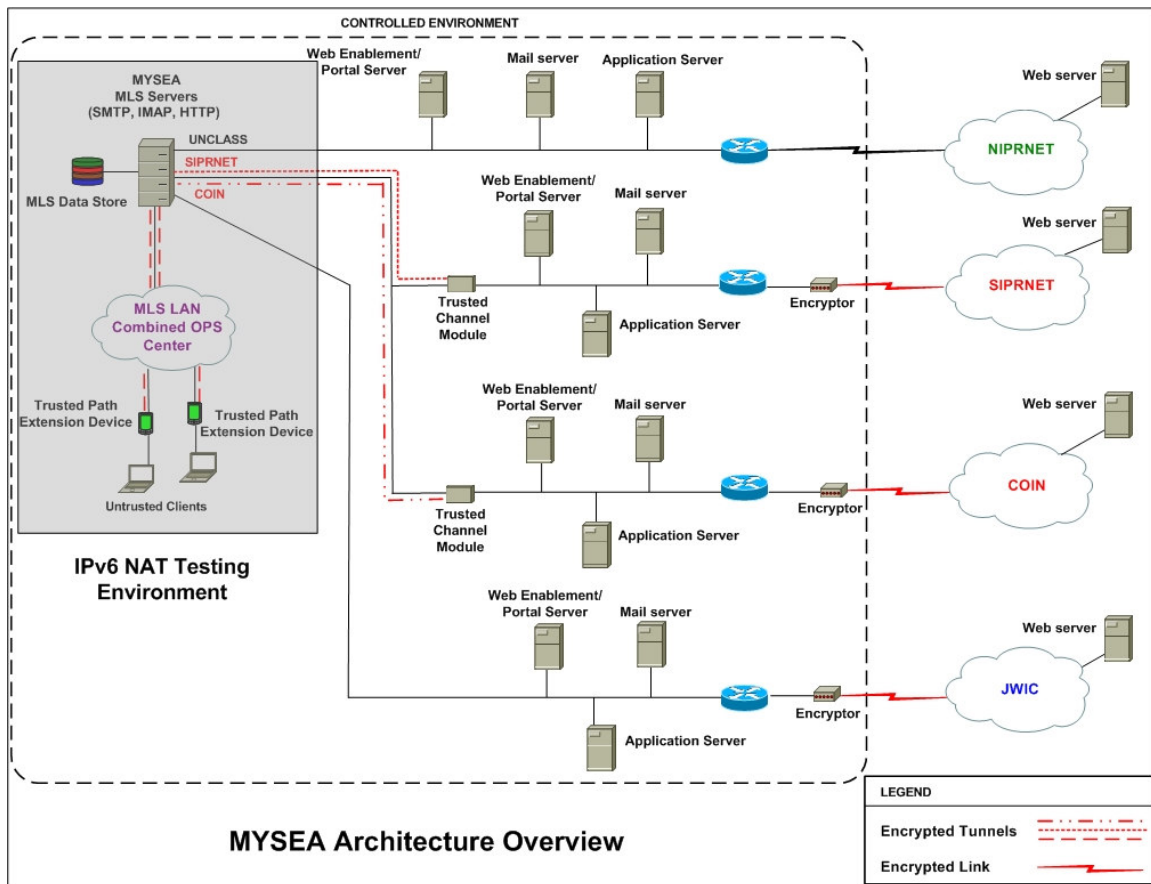 CONTROLLED ENVIRONMENT
MYSEA
MLS Servers
(SMTP, IMAP, HTTP)
MLS Data Store
UNCLASS
SIPRNET
COIN
MLS LAN
Combined OPS
Center
Trusted Path
Extension Device
Trusted Path
Extension Device
Untrusted Clients
IPv6 NAT Testing
Environment
Web Enablement/
Portal Server
Mail server
Application Server
Web server
NIPRNET
Web Enablement/
Portal Server
Mail server
Trusted
Channel
Module
Application Server
Encryptor
Web server
SIPRNET
Web Enablement/
Portal Server
Mail server
Trusted
Channel
Module
Application Server
Encryptor
Web server
COIN
Web Enablement/
Portal Server
Mail server
Application Server
Encryptor
Web server
JWIC
MYSEA Architecture Overview
LEGEND
Encrypted Tunnels
Encrypted Link